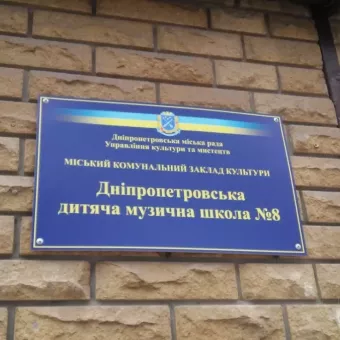 Дніпропетровська міська рада
Управління культури та мистецтв
МІСЬКИЙ КОМУНАЛЬНИЙ ЗАКЛАД КУЛЬТУРИ
Дніпропетровська
дитяча музична школа №8